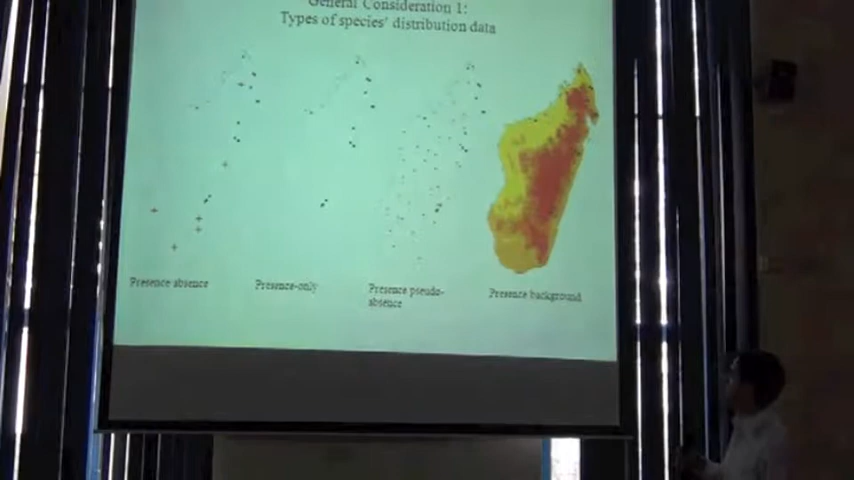 General Consideration 1:
Types of species' distribution data
Presence absence
Presence-only
Presence pseudo-
absence
Presence background